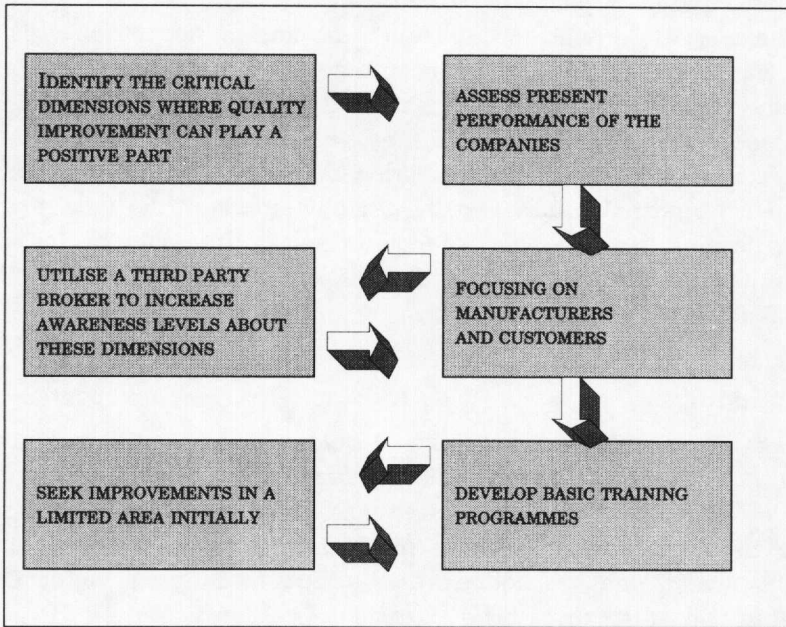 IDENTIFY THE CRITICAL
DIMENSIONS WHERE QUALITY
IMPROVEMENT CAN PLAY A
POSITIVE PART
ASSESS PRESENT
PERFORMANCE OF THE
COMPANIES
UTILISE A THIRD PARTY
BROKER TO INCREASE
AWARENESS LEVELS ABOUT
THESE DIMENSIONS
FOCUSING ON
MANUFACTURERS
AND CUSTOMERS
SEEK IMPROVEMENTS IN A
LIMITED AREA INITIALLY
DEVELOP BASIC TRAINING
PROGRAMMES